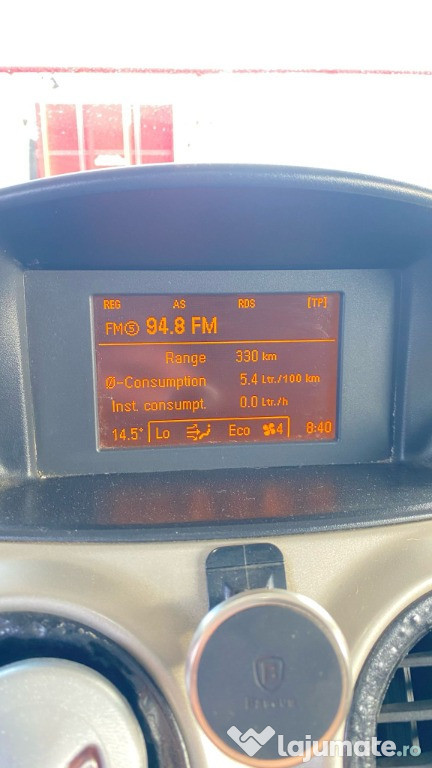 REG AS RDS [TP]
FM⑤ 94.8 FM
Range 330 km
Ø-Consumption 5.4 Ltr./100 km
Inst. consumpt. 0.0 Ltr./h
14.5° Lo Eco 4 8:40
B
lajumate.ro